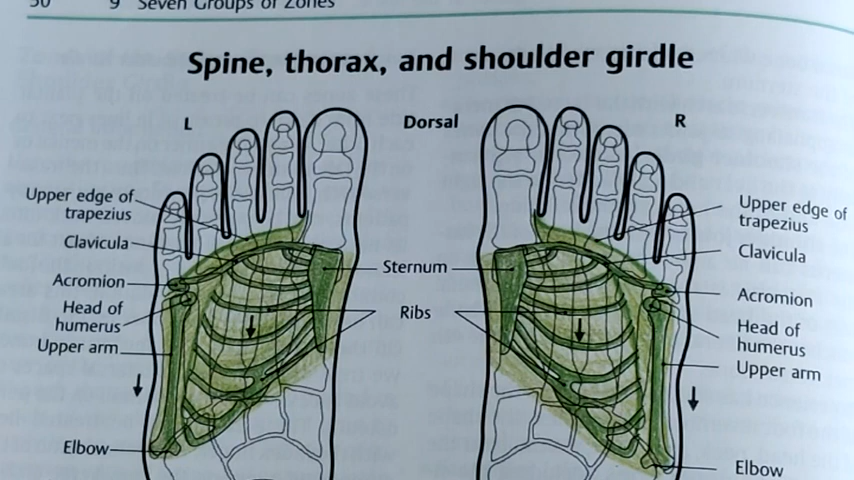 50 9 Seven Groups of Zones
Spine, thorax, and shoulder girdle
L
Dorsal
R
Upper edge of
trapezius
Clavicula
Acromion
Head of
humerus
Upper arm
Elbow
Sternum
Ribs
Upper edge of
trapezius
Clavicula
Acromion
Head of
humerus
Upper arm
Elbow